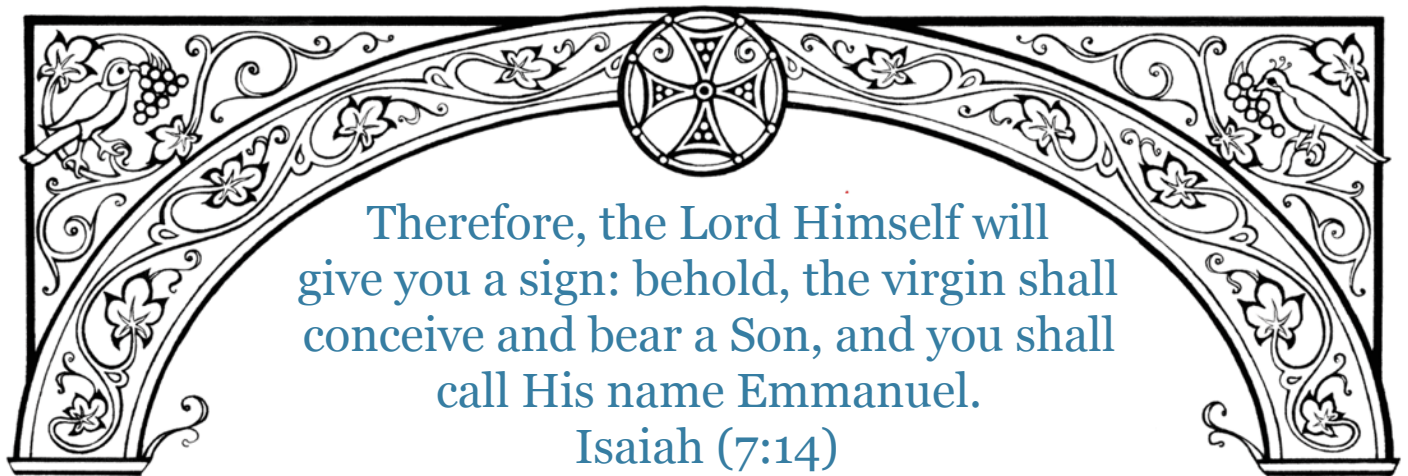 Therefore, the Lord Himself will
give you a sign: behold, the virgin shall
conceive and bear a Son, and you shall
call His name Emmanuel.
Isaiah (7:14)